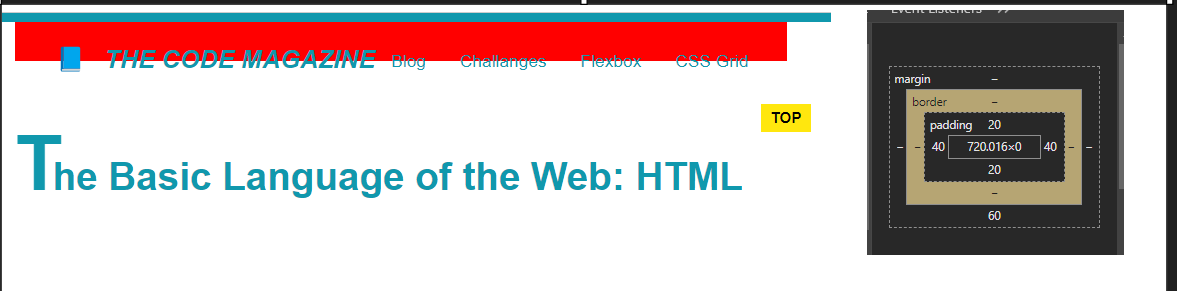 Event Listeners
THE CODE MAGAZINE Blog Challanges Flexbox CSS Grid
TOP
The Basic Language of the Web: HTML
margin –
border –
padding 20
– – 40 720.016×0 40 – –
20
–
60